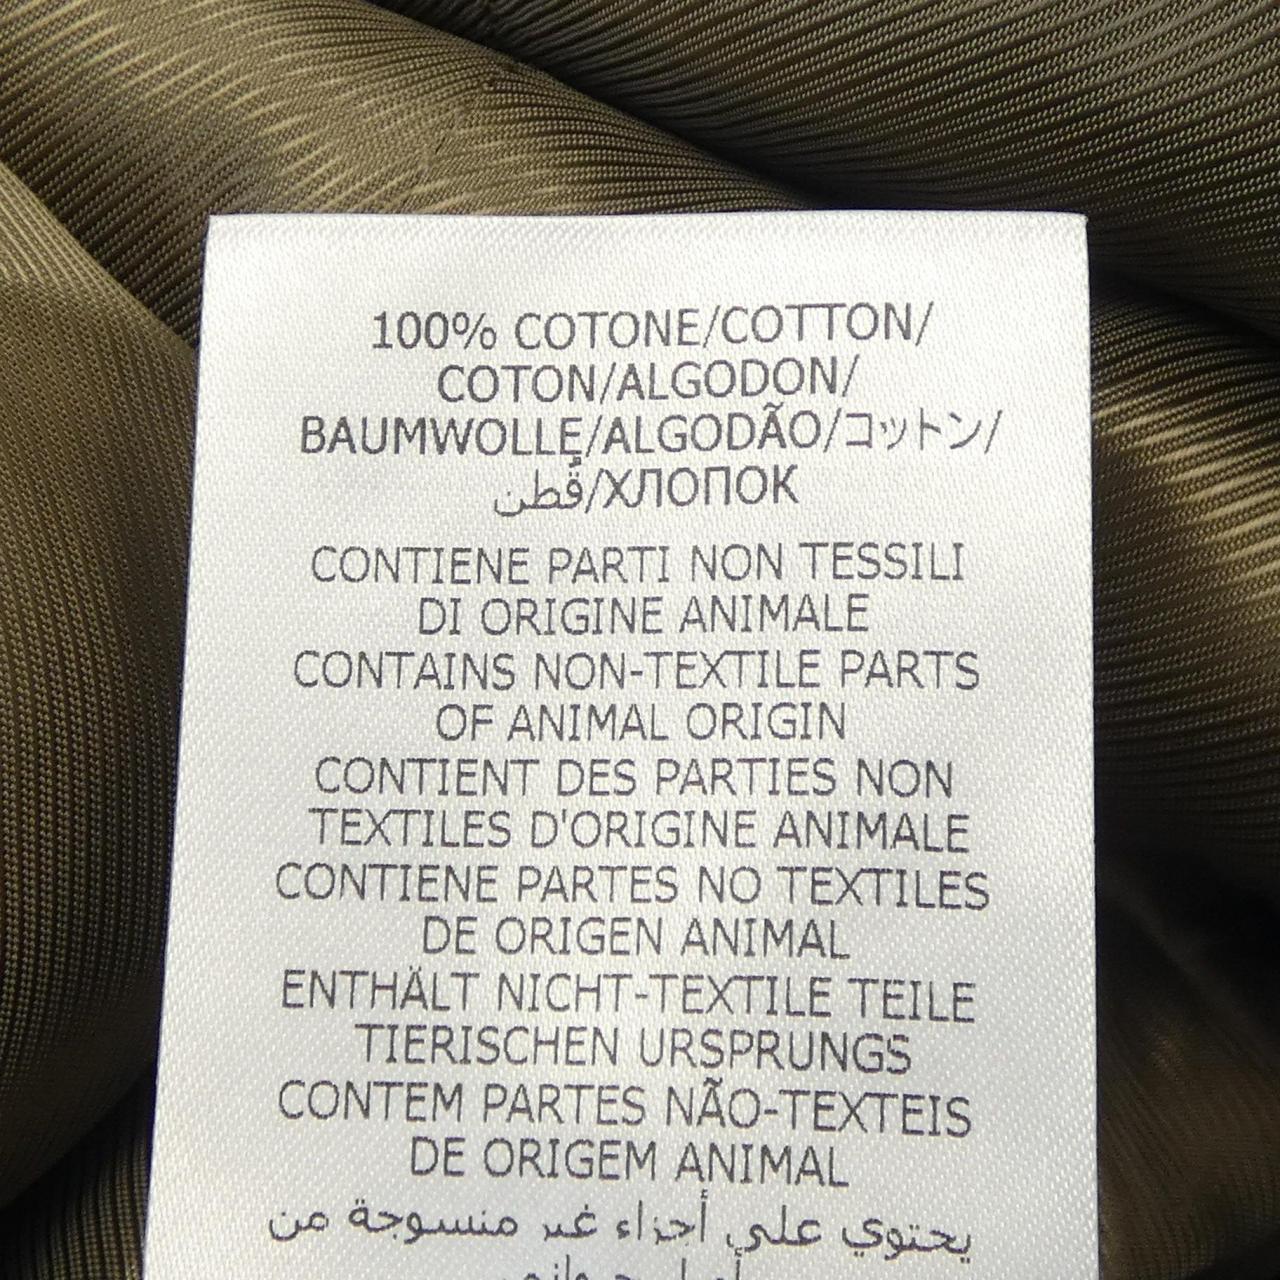 100% COTONE/COTTON/
COTON/ALGODON/
BAUMWOLLE/ALGODÃO/コットン/
قُطن/ХЛОПОК
CONTIENE PARTI NON TESSILI
DI ORIGINE ANIMALE
CONTAINS NON-TEXTILE PARTS
OF ANIMAL ORIGIN
CONTIENT DES PARTIES NON
TEXTILES D'ORIGINE ANIMALE
CONTIENE PARTES NO TEXTILES
DE ORIGEN ANIMAL
ENTHÄLT NICHT-TEXTILE TEILE
TIERISCHEN URSPRUNGS
CONTEM PARTES NÃO-TEXTEIS
DE ORIGEM ANIMAL
يحتوي على أجزاء غير منسوجة من